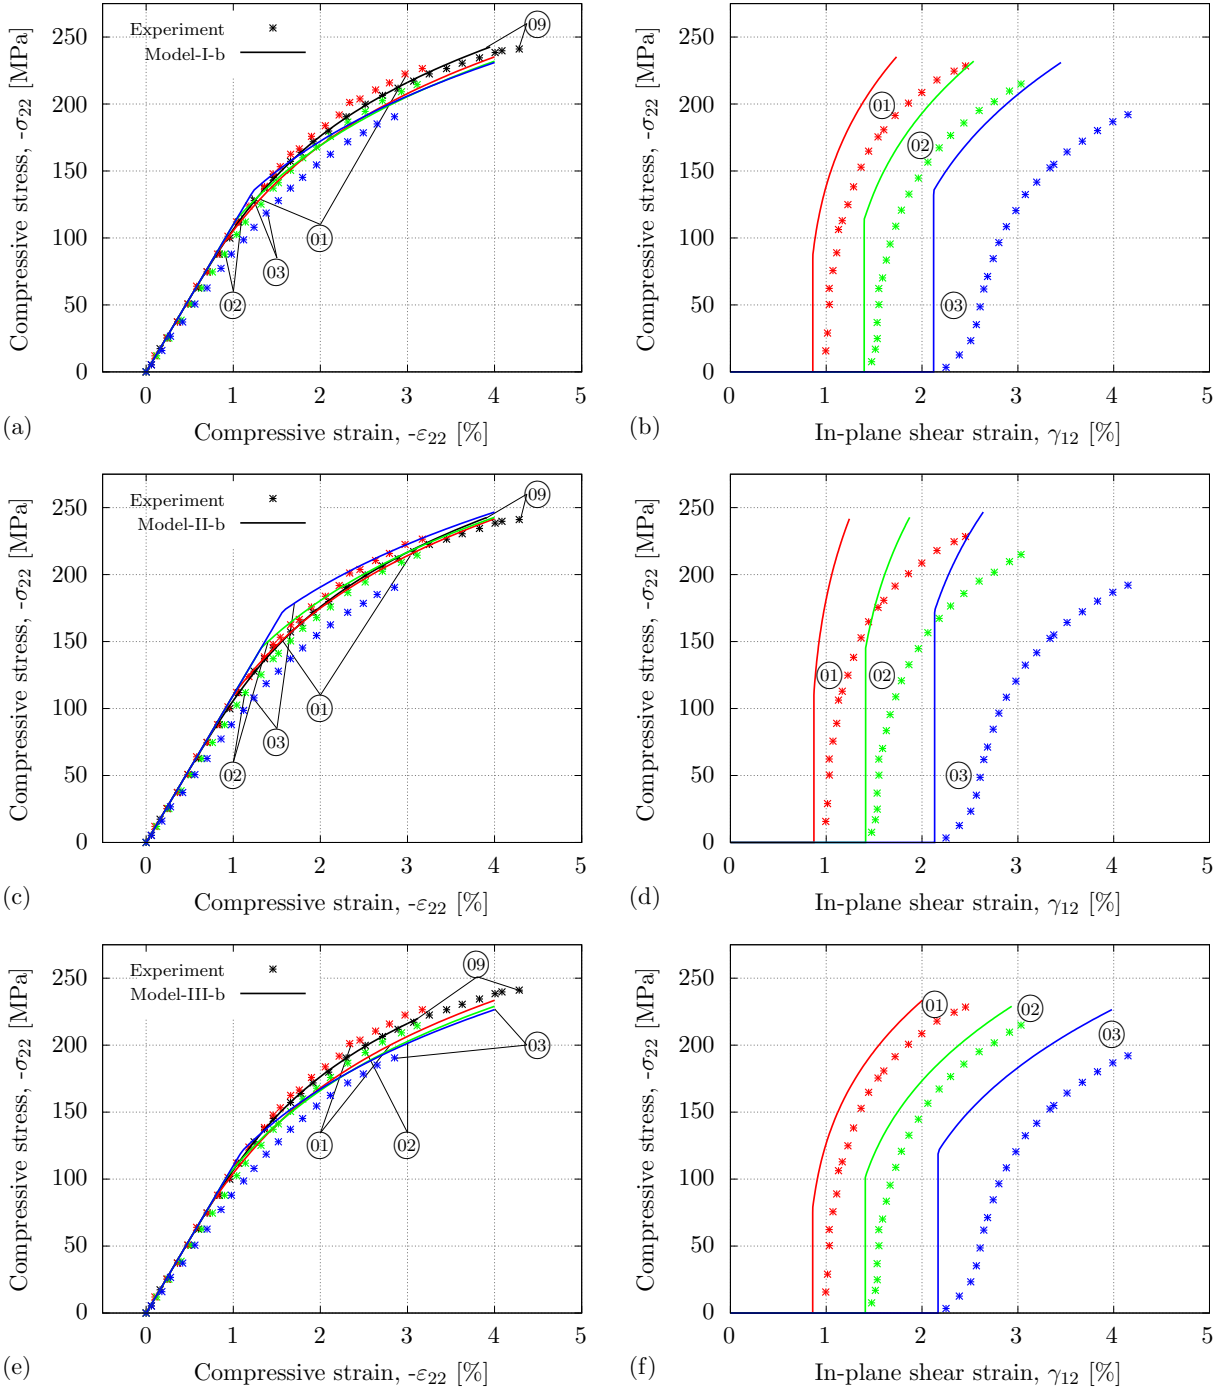 Compressive stress, -σ22 [MPa]
250
200
150
100
50
0
Experiment
Model-I-b
09
01
03
02
0 1 2 3 4 5
(a) Compressive strain, -ε22 [%]
Compressive stress, -σ22 [MPa]
250
200
150
100
50
0
01
02
03
0 1 2 3 4 5
(b) In-plane shear strain, γ12 [%]
Compressive stress, -σ22 [MPa]
250
200
150
100
50
0
Experiment
Model-II-b
09
01
03
02
0 1 2 3 4 5
(c) Compressive strain, -ε22 [%]
Compressive stress, -σ22 [MPa]
250
200
150
100
50
0
01
02
03
0 1 2 3 4 5
(d) In-plane shear strain, γ12 [%]
Compressive stress, -σ22 [MPa]
250
200
150
100
50
0
Experiment
Model-III-b
09
03
01
02
0 1 2 3 4 5
(e) Compressive strain, -ε22 [%]
Compressive stress, -σ22 [MPa]
250
200
150
100
50
0
01
02
03
0 1 2 3 4 5
(f) In-plane shear strain, γ12 [%]